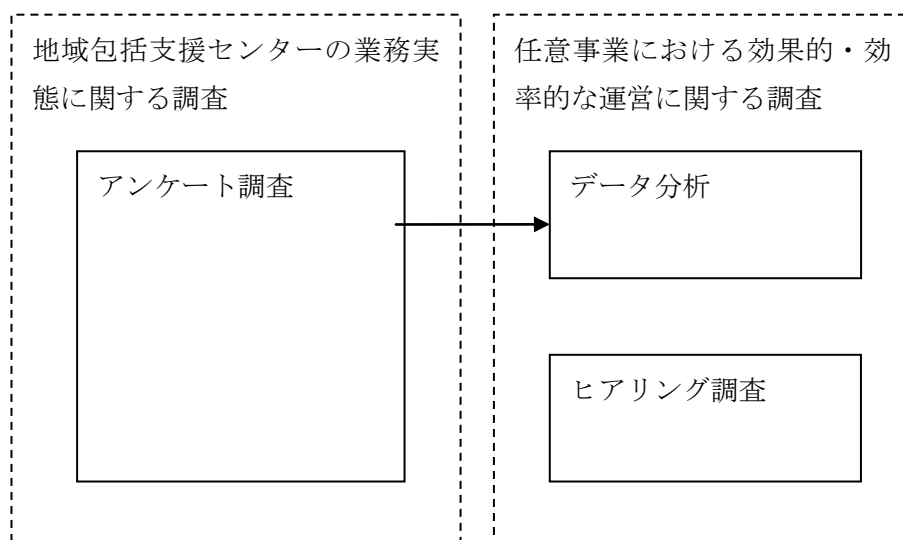 地域包括支援センターの業務実
態に関する調査
アンケート調査
任意事業における効果的・効
率的な運営に関する調査
データ分析
ヒアリング調査